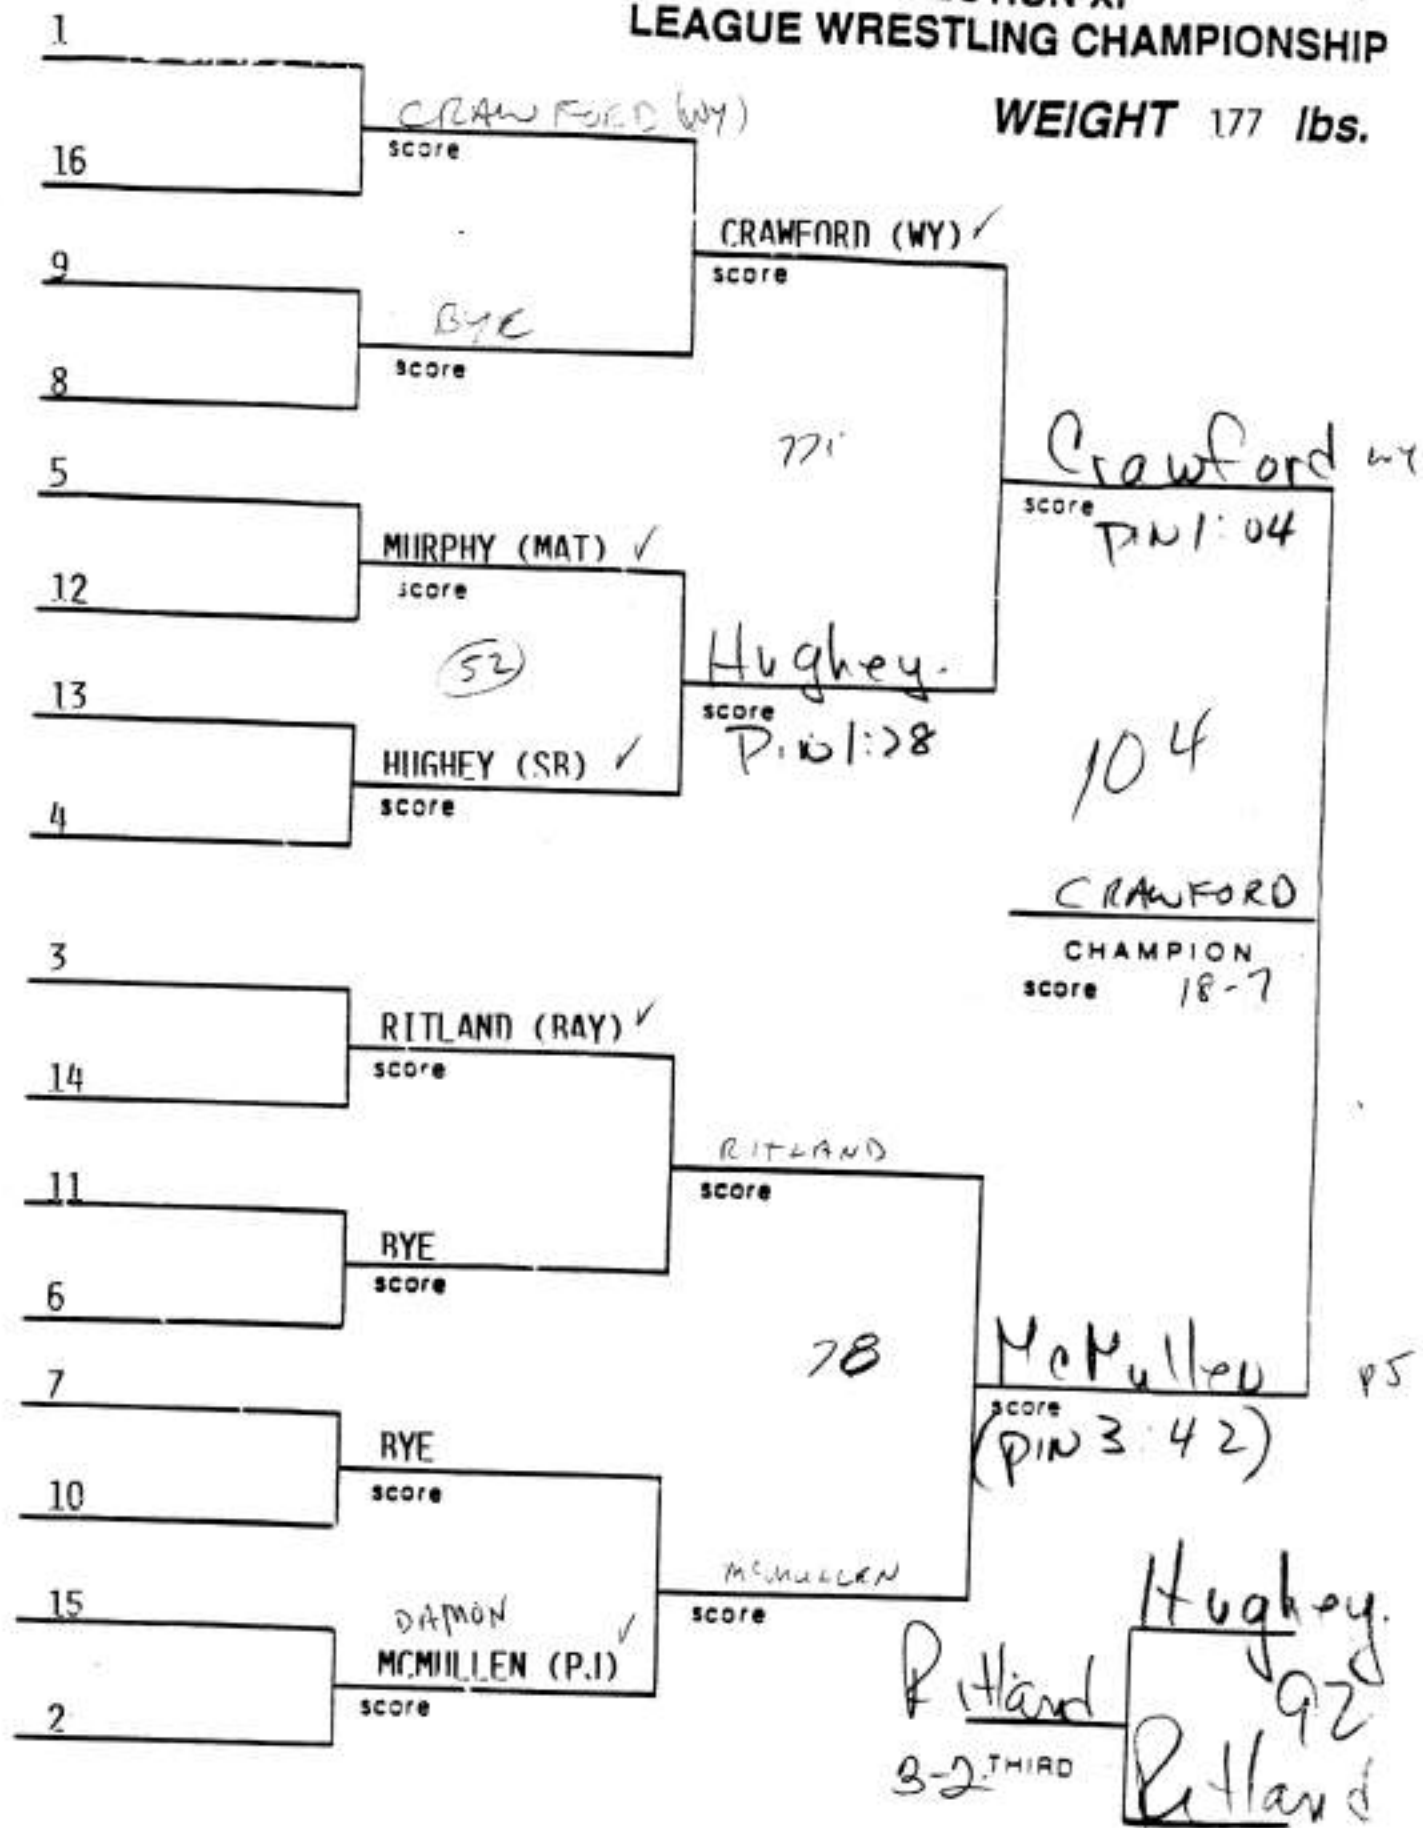 LEAGUE WRESTLING CHAMPIONSHIP
WEIGHT 177 lbs.
1
CRAWFORD (WY)
score
16
CRAWFORD (WY) ✓
score
9
BYE
score
8
Crawford WY
score
PIN 1:04
5
MURPHY (MAT) ✓
score
12
52
Hughey.
score
13
HUGHEY (SB) ✓
score
4
104
CRAWFORD
CHAMPION
score 18-7
3
RITLAND (BAY) ✓
score
14
RITLAND
score
11
BYE
score
6
78
McMullen
score
(PIN 3:42)
7
BYE
score
10
MCMULLEN
score
15
DAMON
MCMULLEN (PJ) ✓
score
2
Hughey.
92
Ritland
Ritland
3-2 THIRD